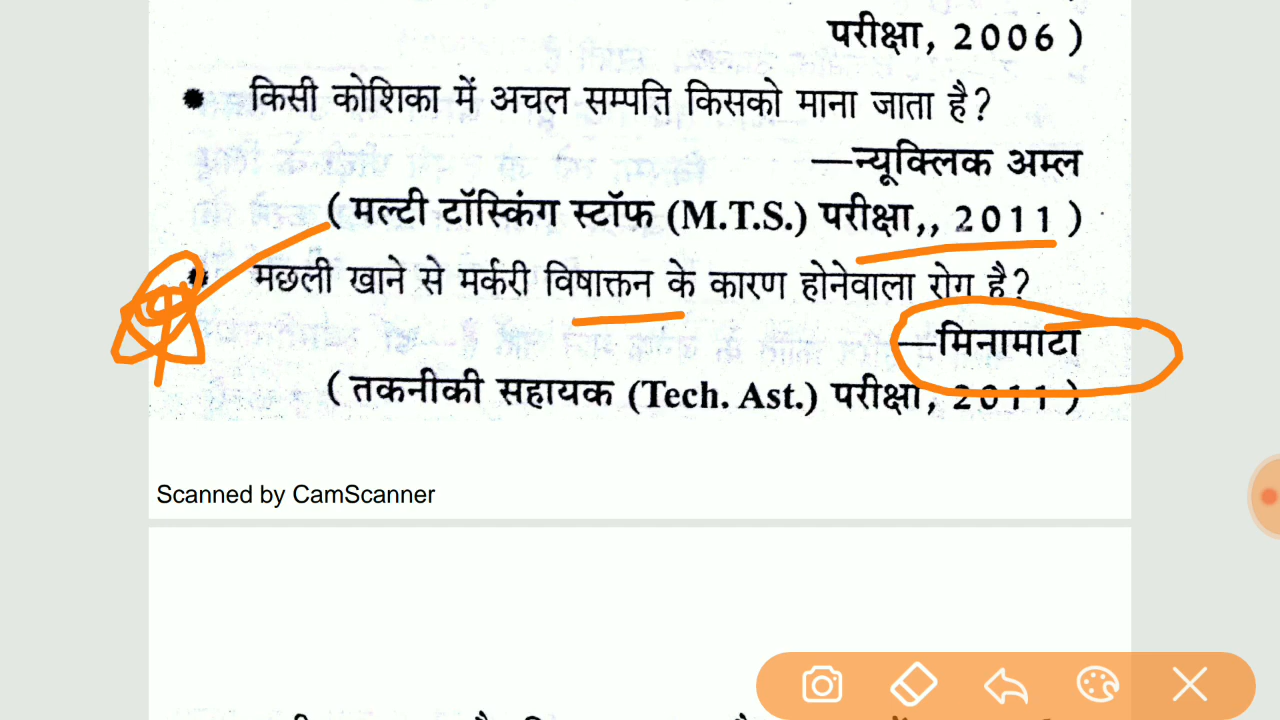 परीक्षा, 2006 )
किसी कोशिका में अचल सम्पत्ति किसको माना जाता है?
—न्यूक्लिक अम्ल
( मल्टी टॉस्किंग स्टॉफ (M.T.S.) परीक्षा,, 2011 )
मछली खाने से मर्करी विषाक्तन के कारण होनेवाला रोग है?
—मिनामाटा
( तकनीकी सहायक (Tech. Ast.) परीक्षा, 2011 )
Scanned by CamScanner